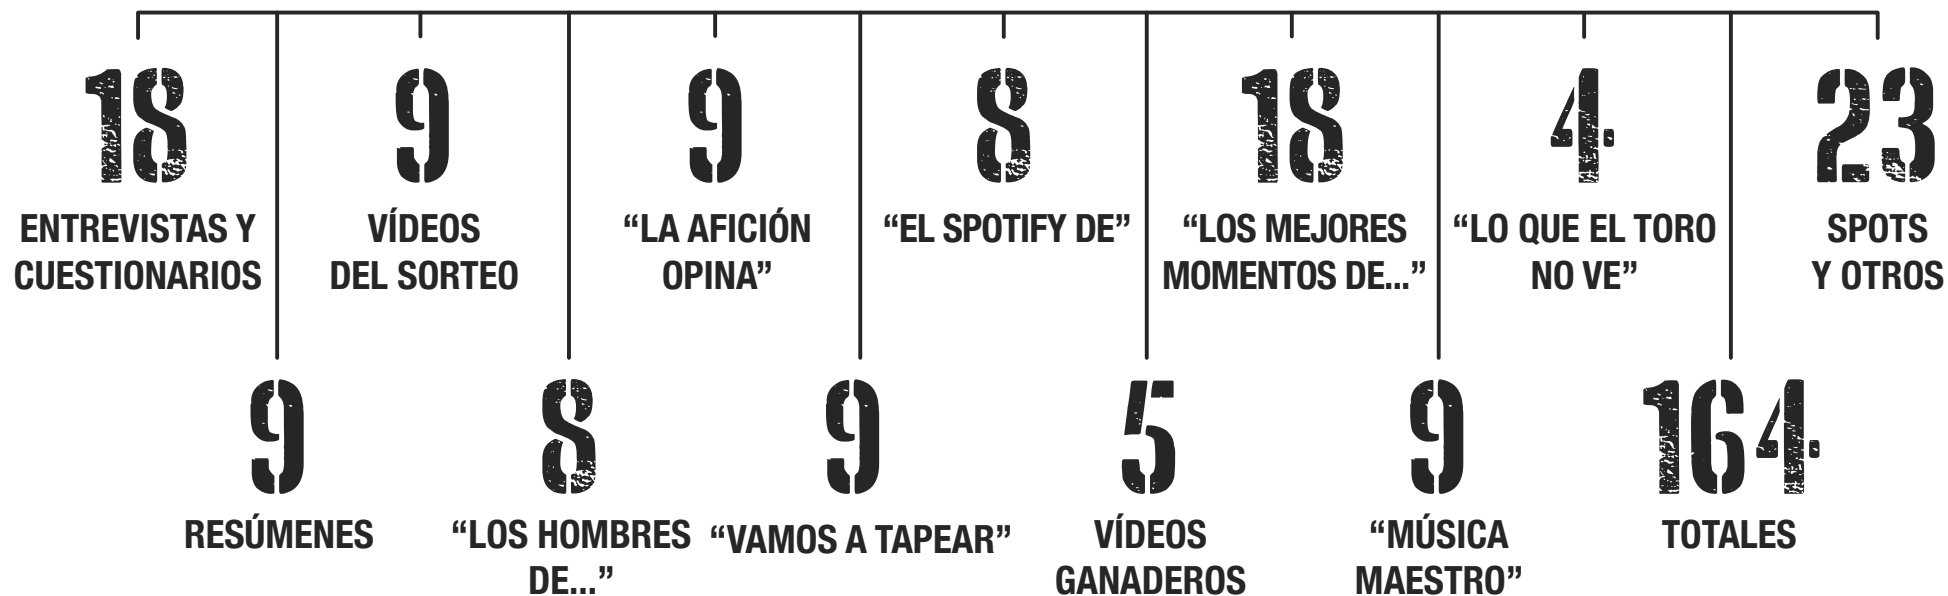 18
ENTREVISTAS Y
CUESTIONARIOS
9
VÍDEOS
DEL SORTEO
9
“LA AFICIÓN
OPINA”
8
“EL SPOTIFY DE”
18
“LOS MEJORES
MOMENTOS DE...”
4
“LO QUE EL TORO
NO VE”
23
SPOTS
Y OTROS
9
RESÚMENES
8
“LOS HOMBRES
DE...”
9
“VAMOS A TAPEAR”
5
VÍDEOS
GANADEROS
9
“MÚSICA
MAESTRO”
164
TOTALES